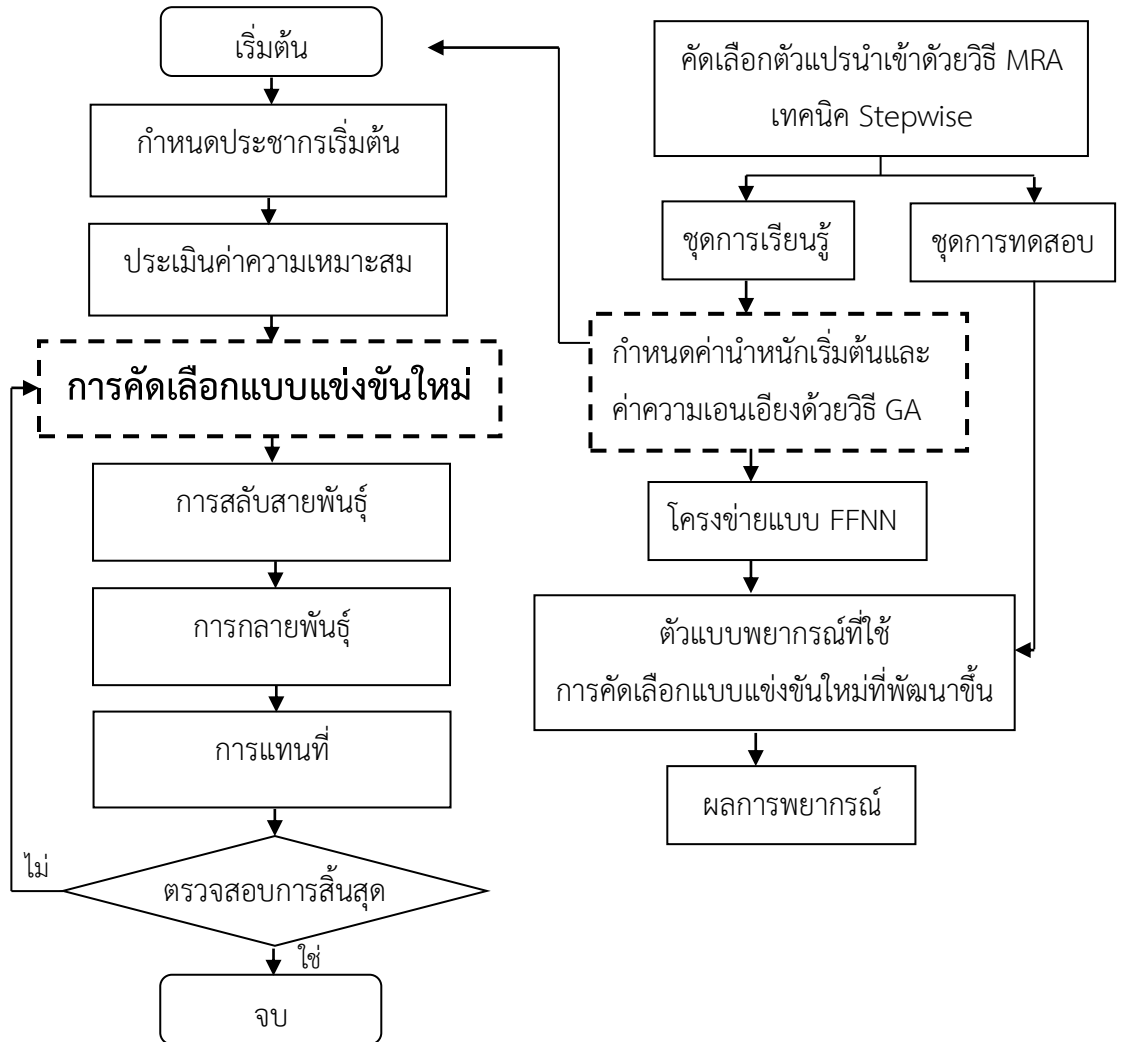 เริ่มต้น
กำหนดประชากรเริ่มต้น
ประเมินค่าความเหมาะสม
การคัดเลือกแบบแข่งขันใหม่
การสลับสายพันธุ์
การกลายพันธุ์
การแทนที่
ไม่
ตรวจสอบการสิ้นสุด
ใช่
จบ
คัดเลือกตัวแปรนำเข้าด้วยวิธี MRA
เทคนิค Stepwise
ชุดการเรียนรู้
ชุดการทดสอบ
กำหนดค่านำหนักเริ่มต้นและ
ค่าความเอนเอียงด้วยวิธี GA
โครงข่ายแบบ FFNN
ตัวแบบพยากรณ์ที่ใช้
การคัดเลือกแบบแข่งขันใหม่ที่พัฒนาขึ้น
ผลการพยากรณ์